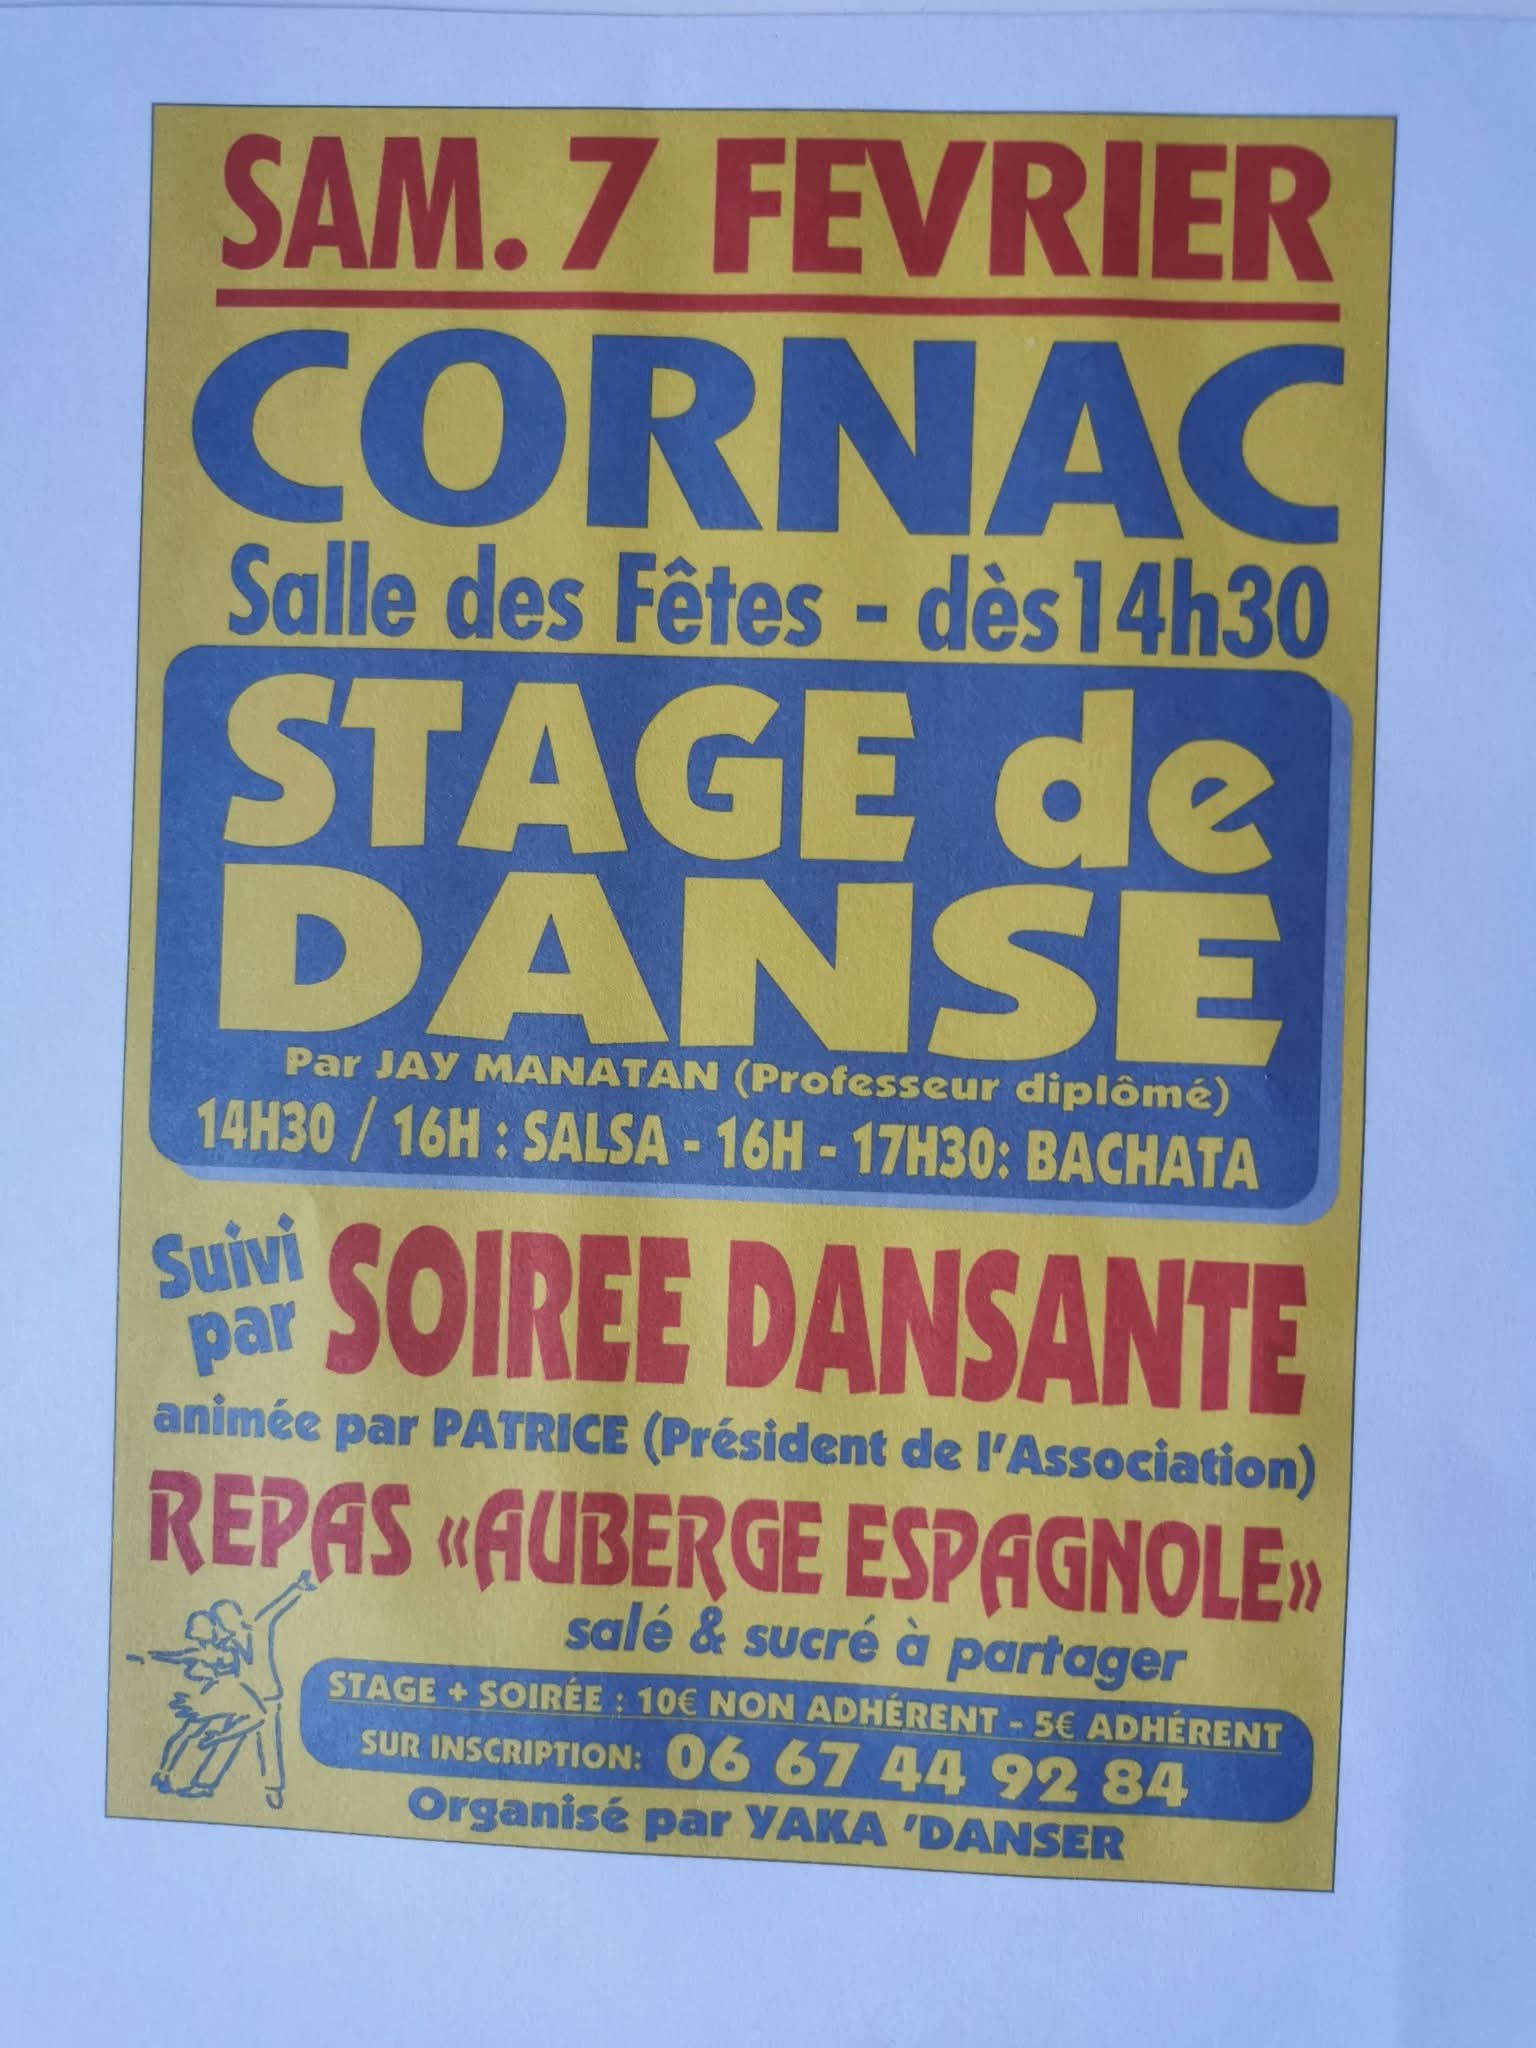 SAM. 7 FEVRIER
CORNAC
Salle des Fêtes - dès 14h30
STAGE de
DANSE
Par JAY MANATAN (Professeur diplômé)
14H30 / 16H : SALSA - 16H - 17H30: BACHATA
Suivi
par
SOIREE DANSANTE
animée par PATRICE (Président de l'Association)
REPAS «AUBERGE ESPAGNOLE»
salé & sucré à partager
STAGE + SOIRÉE : 10€ NON ADHÉRENT - 5€ ADHÉRENT
SUR INSCRIPTION: 06 67 44 92 84
Organisé par YAKA 'DANSER